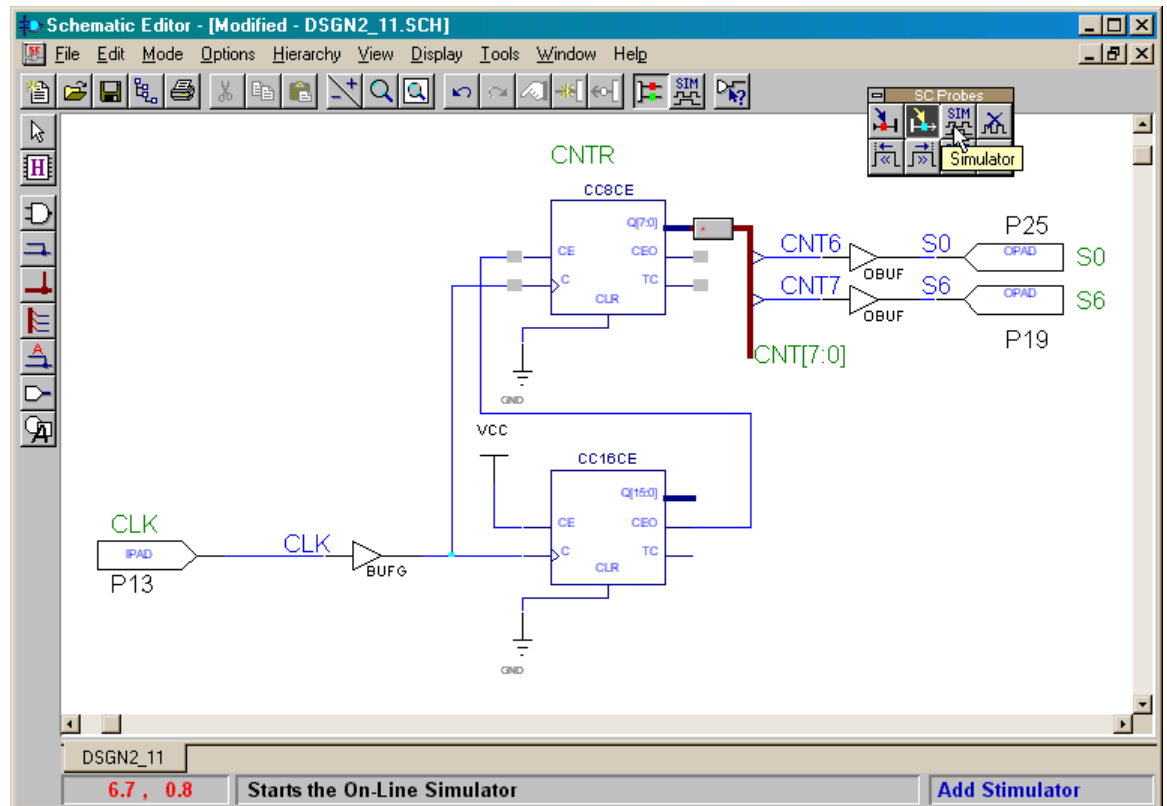 Schematic Editor - [Modified - DSGN2_11.SCH]
File Edit Mode Options Hierarchy View Display Tools Window Help
SIM
SC Probes
SIM
Simulator
H
A
A
CNTR
CC8CE
Q[7:0]
CE
CEO
C
TC
CLR
GND
CNT6
OBUF
S0
P25
OPAD
S0
CNT7
OBUF
S6
OPAD
S6
P19
CNT[7:0]
VCC
CC16CE
Q[15:0]
CE
CEO
C
TC
CLR
GND
CLK
IPAD
P13
CLK
BUFG
DSGN2_11
6.7 , 0.8
Starts the On-Line Simulator
Add Stimulator